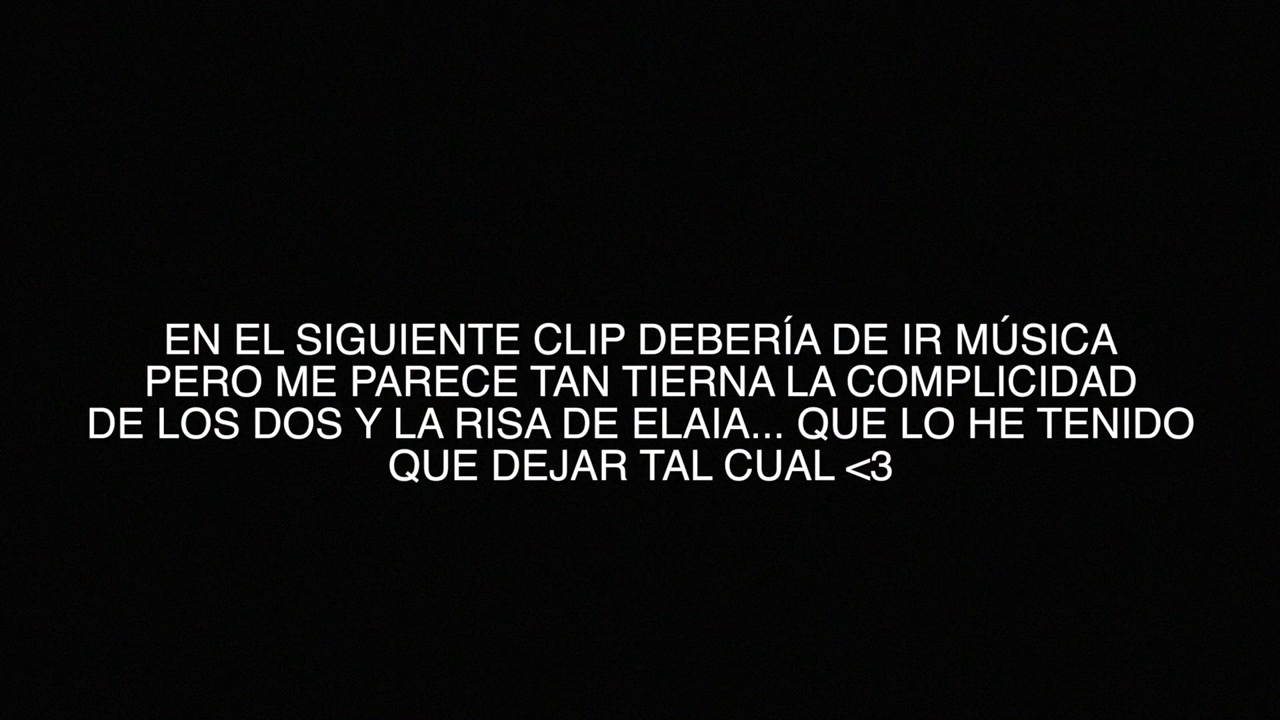 EN EL SIGUIENTE CLIP DEBERÍA DE IR MÚSICA
PERO ME PARECE TAN TIERNA LA COMPLICIDAD
DE LOS DOS Y LA RISA DE ELAIA... QUE LO HE TENIDO
QUE DEJAR TAL CUAL <3